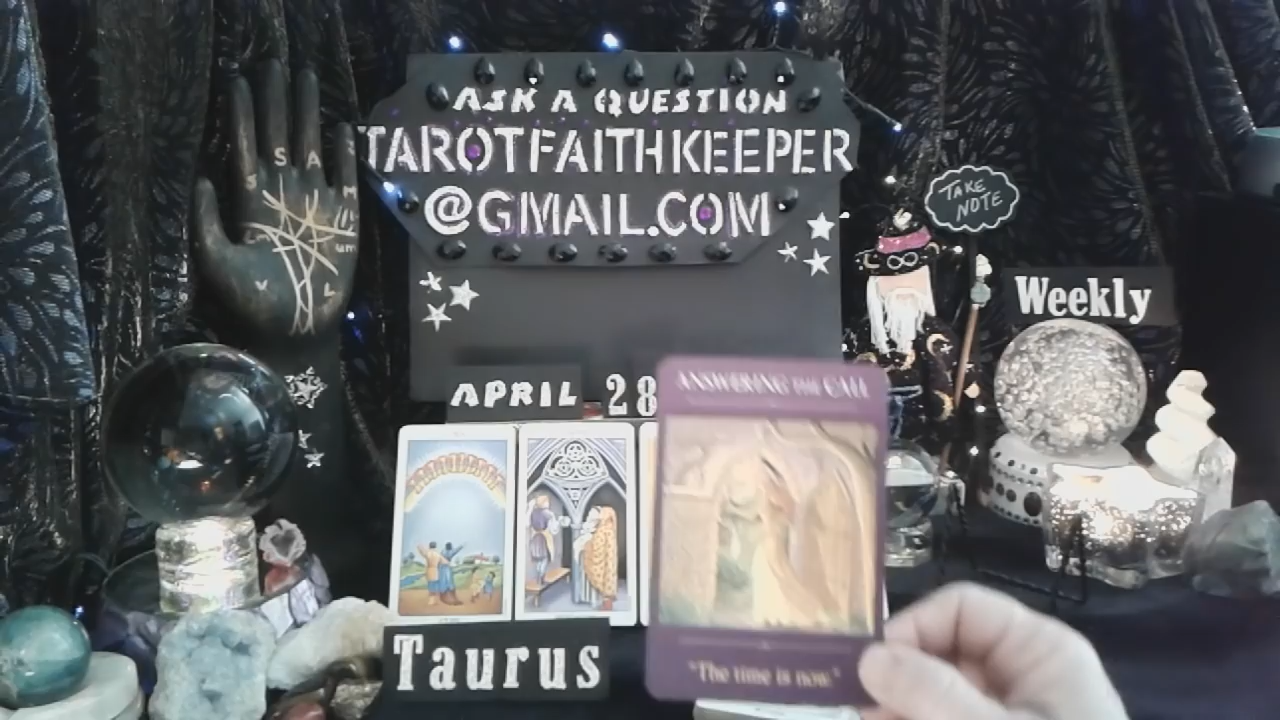 ASK A QUESTION
TAROTFAITHKEEPER
@GMAIL.COM
TAKE
NOTE
Weekly
APRIL 28
ANSWERING THE CALL
"The time is now."
Taurus
S A